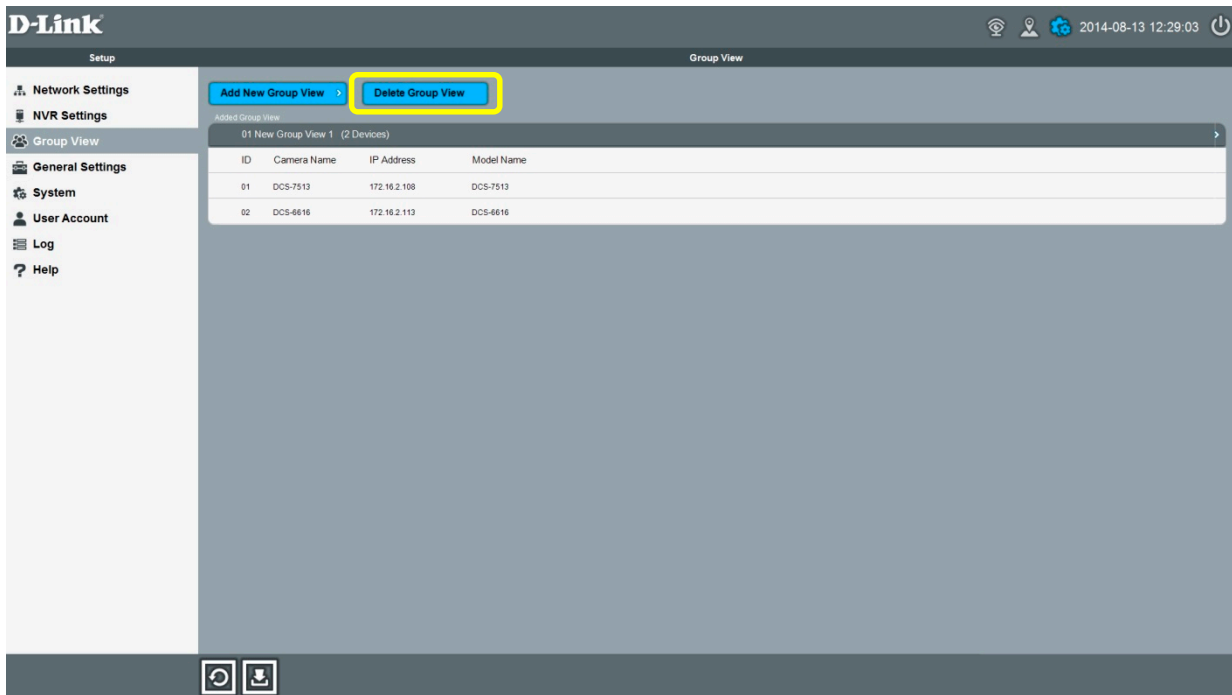 D-Link
2014-08-13 12:29:03
Setup
Group View
Network Settings
NVR Settings
Group View
General Settings
System
User Account
Log
Help
Add New Group View >
Delete Group View
Added Group View
01 New Group View 1 (2 Devices) >
ID Camera Name IP Address Model Name
01 DCS-7513 172.16.2.108 DCS-7513
02 DCS-6616 172.16.2.113 DCS-6616